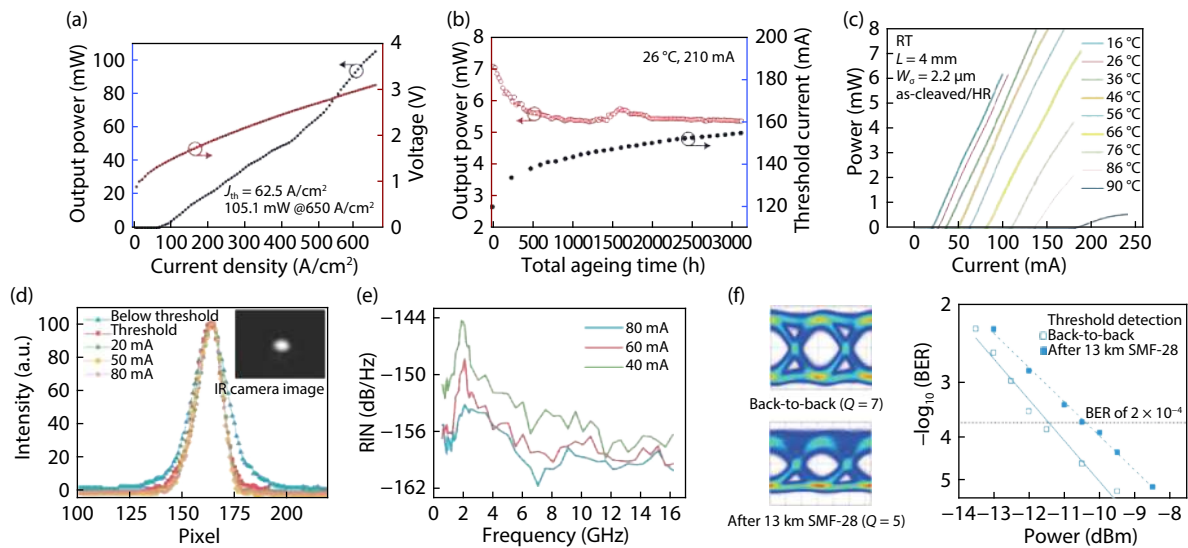 (a)
Output power (mW)
100
80
60
40
20
0
4
3
2
1
0
Voltage (V)
J_th = 62.5 A/cm²
105.1 mW @650 A/cm²
0 100 200 300 400 500 600
Current density (A/cm²)
(b)
Output power (mW)
8
7
6
5
4
3
2
26 °C, 210 mA
200
180
160
140
120
Threshold current (mA)
0 500 1000 1500 2000 2500 3000
Total ageing time (h)
(c)
Power (mW)
8
7
6
5
4
3
2
1
0
RT
L = 4 mm
W_σ = 2.2 μm
as-cleaved/HR
16 °C
26 °C
36 °C
46 °C
56 °C
66 °C
76 °C
86 °C
90 °C
0 50 100 150 200 250
Current (mA)
(d)
Intensity (a.u.)
100
80
60
40
20
0
Below threshold
Threshold
20 mA
50 mA
80 mA
IR camera image
100 150 200
Pixel
(e)
RIN (dB/Hz)
−144
−150
−156
−162
80 mA
60 mA
40 mA
0 2 4 6 8 10 12 14 16
Frequency (GHz)
(f)
Back-to-back (Q = 7)
After 13 km SMF-28 (Q = 5)
−log₁₀ (BER)
2
3
4
5
Threshold detection
Back-to-back
After 13 km SMF-28
BER of 2 × 10⁻⁴
−14 −13 −12 −11 −10 −9 −8
Power (dBm)